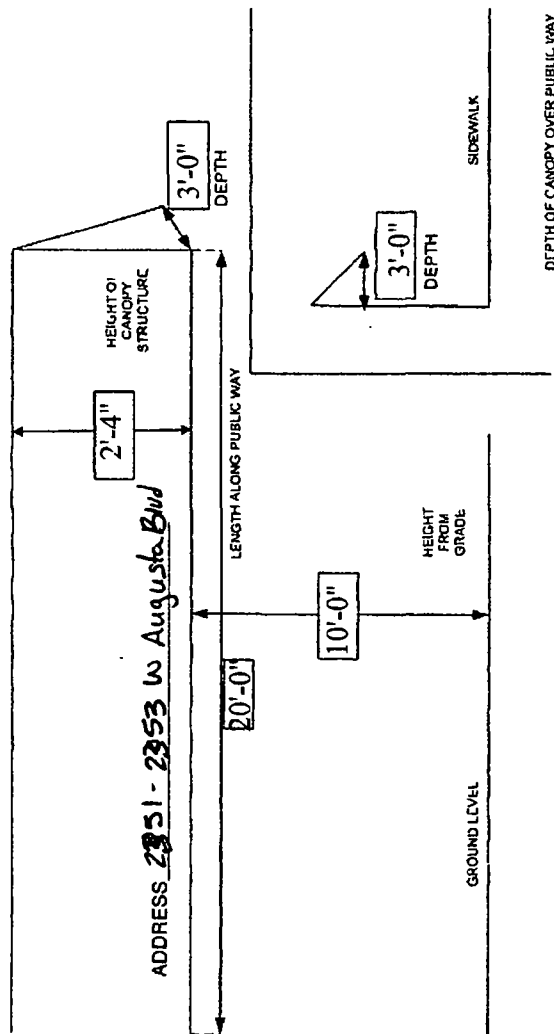 ADDRESS 2351-2353 W Augusta Blvd
2'-4"
HEIGHT OF
CANOPY
STRUCTURE
3'-0"
DEPTH
20'-0"
LENGTH ALONG PUBLIC WAY
10'-0"
HEIGHT
FROM
GRADE
GROUND LEVEL
3'-0"
DEPTH
SIDEWALK
DEPTH OF CANOPY OVER PUBLIC WAY